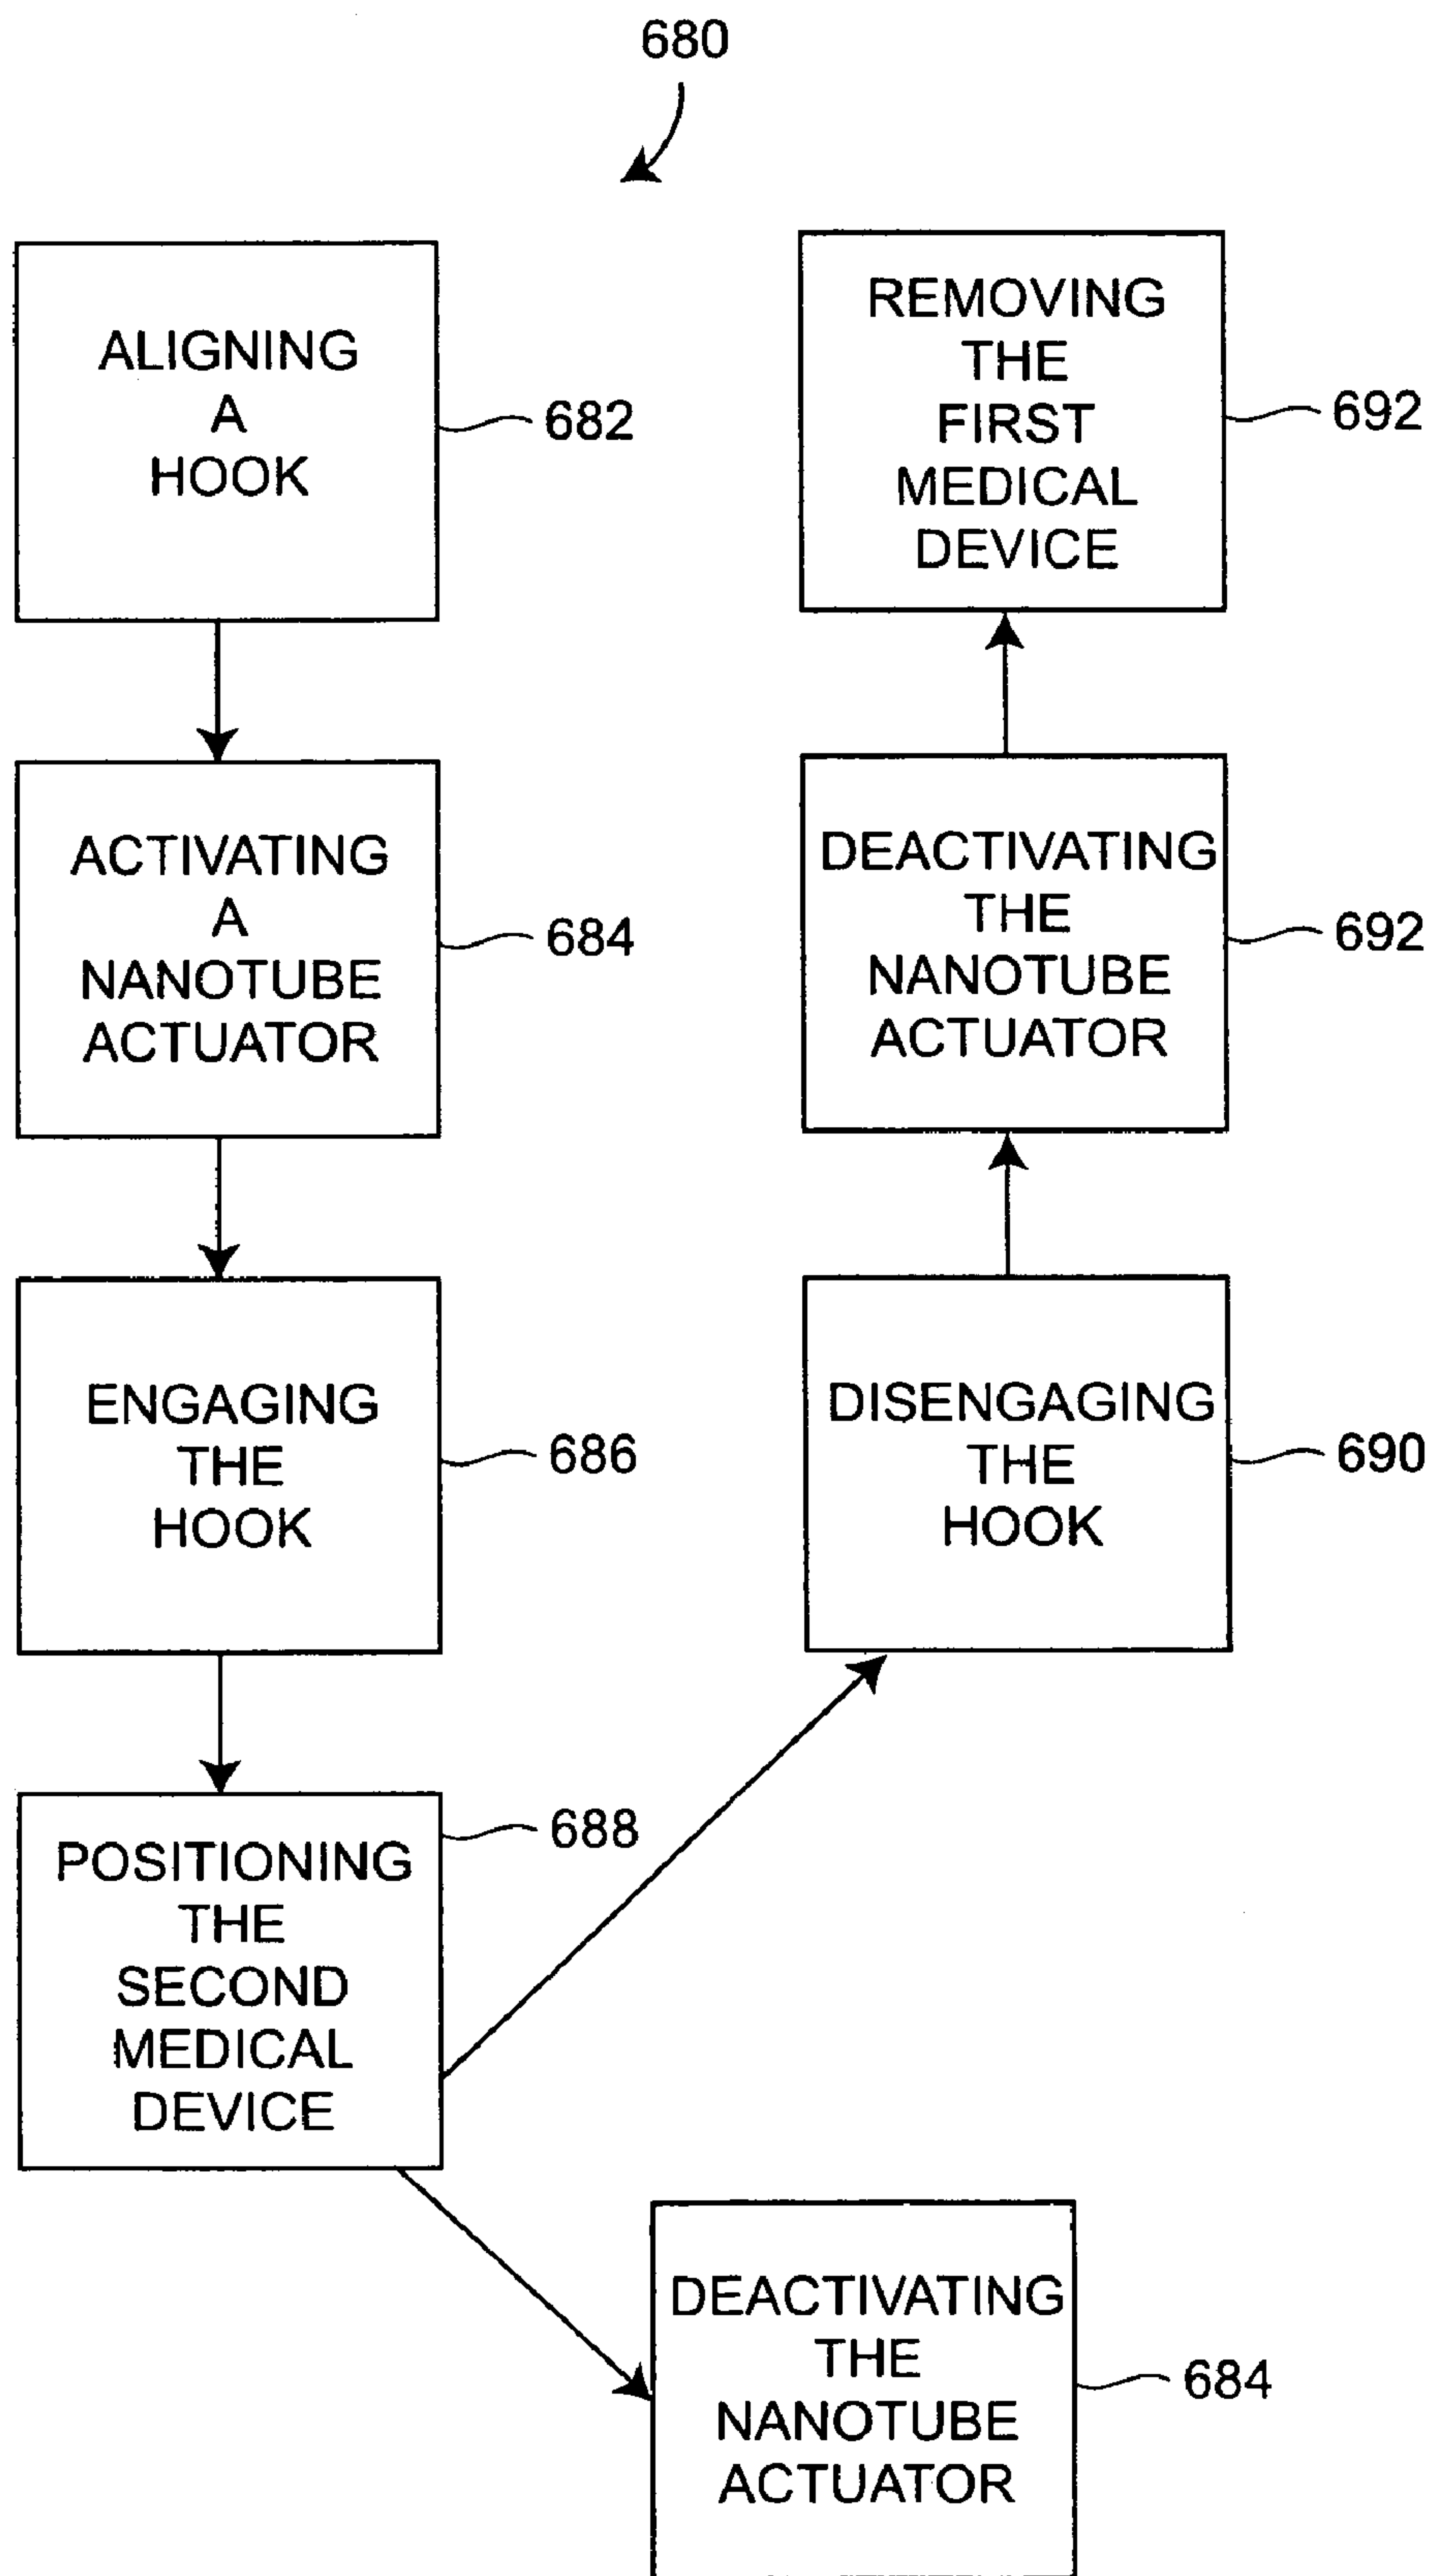 680
ALIGNING
A
HOOK
682
ACTIVATING
A
NANOTUBE
ACTUATOR
684
ENGAGING
THE
HOOK
686
POSITIONING
THE
SECOND
MEDICAL
DEVICE
688
REMOVING
THE
FIRST
MEDICAL
DEVICE
692
DEACTIVATING
THE
NANOTUBE
ACTUATOR
692
DISENGAGING
THE
HOOK
690
DEACTIVATING
THE
NANOTUBE
ACTUATOR
684